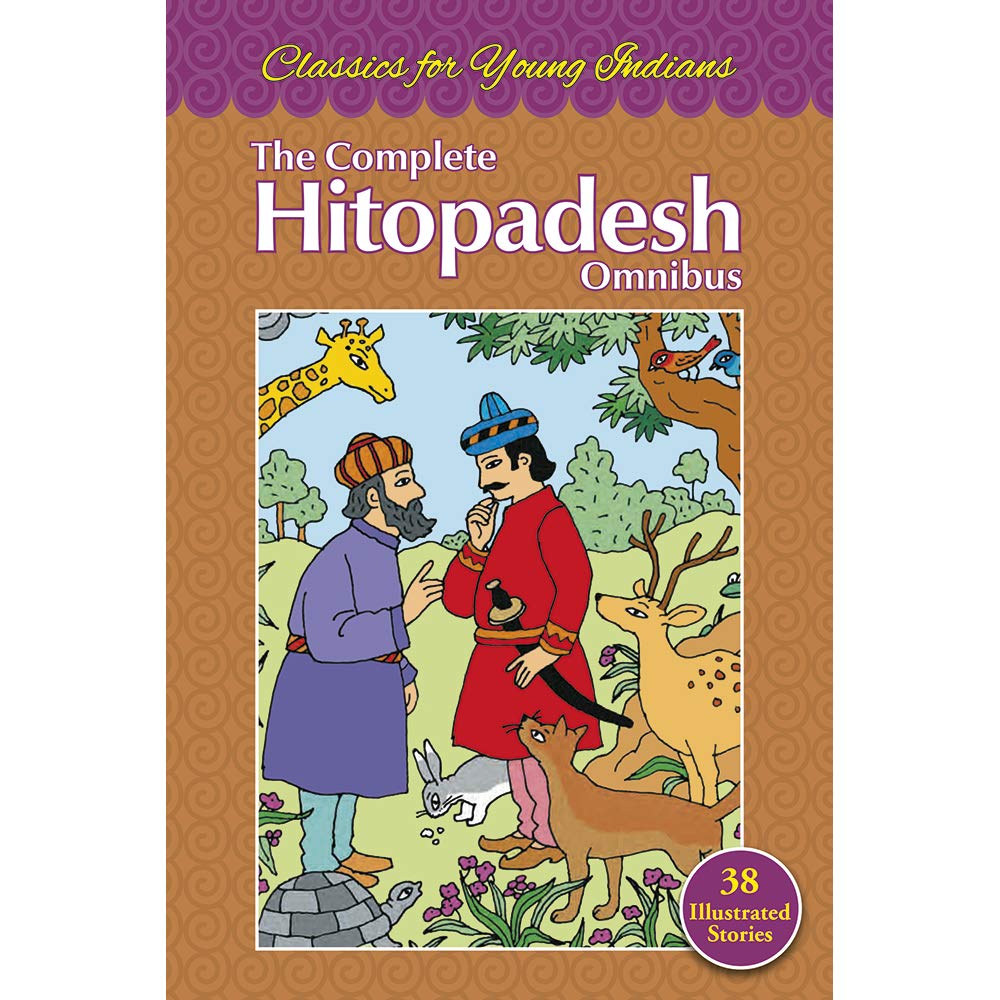 Classics for Young Indians
The Complete
Hitopadesh
Omnibus
38
Illustrated
Stories